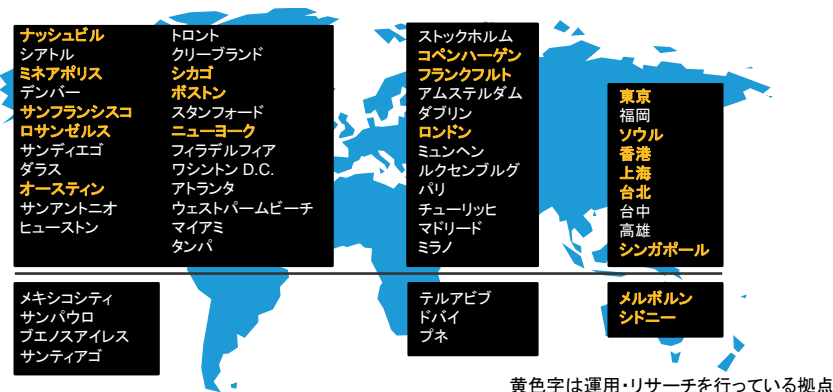 ナッシュビル
シアトル
ミネアポリス
デンバー
サンフランシスコ
ロサンゼルス
サンディエゴ
ダラス
オースティン
サンアントニオ
ヒューストン
トロント
クリーブランド
シカゴ
ボストン
スタンフォード
ニューヨーク
フィラデルフィア
ワシントン D.C.
アトランタ
ウェストパームビーチ
マイアミ
タンパ
ストックホルム
コペンハーゲン
フランクフルト
アムステルダム
ダブリン
ロンドン
ミュンヘン
ルクセンブルグ
パリ
チューリッヒ
マドリード
ミラノ
東京
福岡
ソウル
香港
上海
台北
台中
高雄
シンガポール
メキシコシティ
サンパウロ
ブエノスアイレス
サンティアゴ
テルアビブ
ドバイ
プネ
メルボルン
シドニー
黄色字は運用・リサーチを行っている拠点